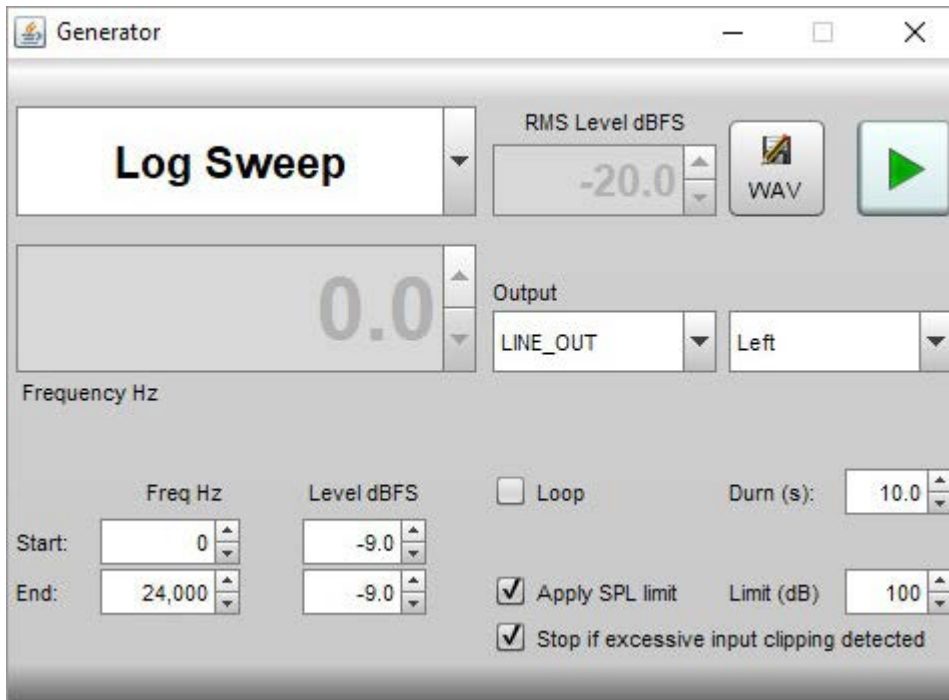 Generator
Log Sweep
RMS Level dBFS
-20.0
WAV
0.0
Frequency Hz
Output
LINE_OUT
Left
Freq Hz
Level dBFS
Loop
Durn (s):
10.0
Start:
0
-9.0
End:
24,000
-9.0
Apply SPL limit
Limit (dB)
100
Stop if excessive input clipping detected